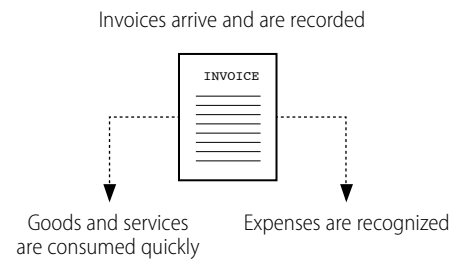 Invoices arrive and are recorded
INVOICE
Goods and services
are consumed quickly
Expenses are recognized